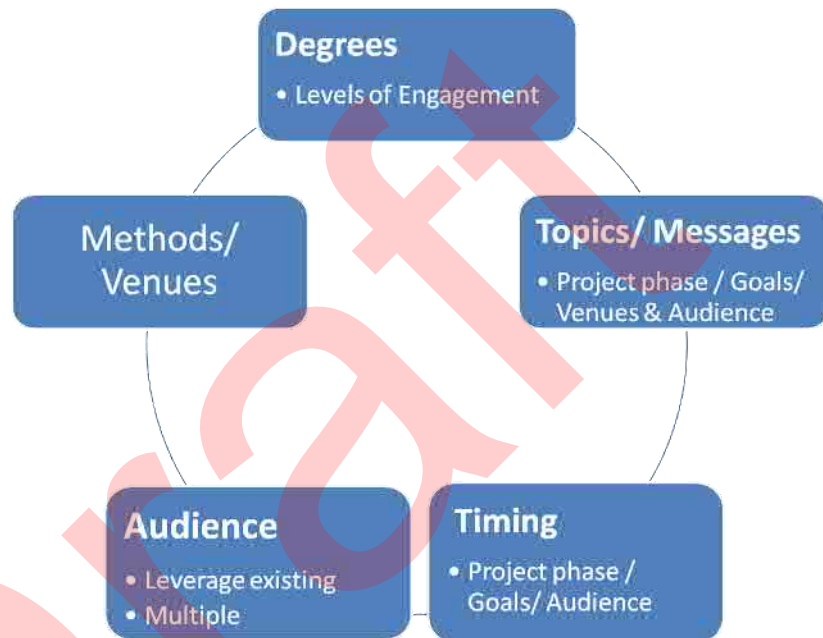 Degrees
• Levels of Engagement
Topics/ Messages
• Project phase / Goals/
Venues & Audience
Timing
• Project phase /
Goals/ Audience
Audience
• Leverage existing
• Multiple
Methods/
Venues
raft